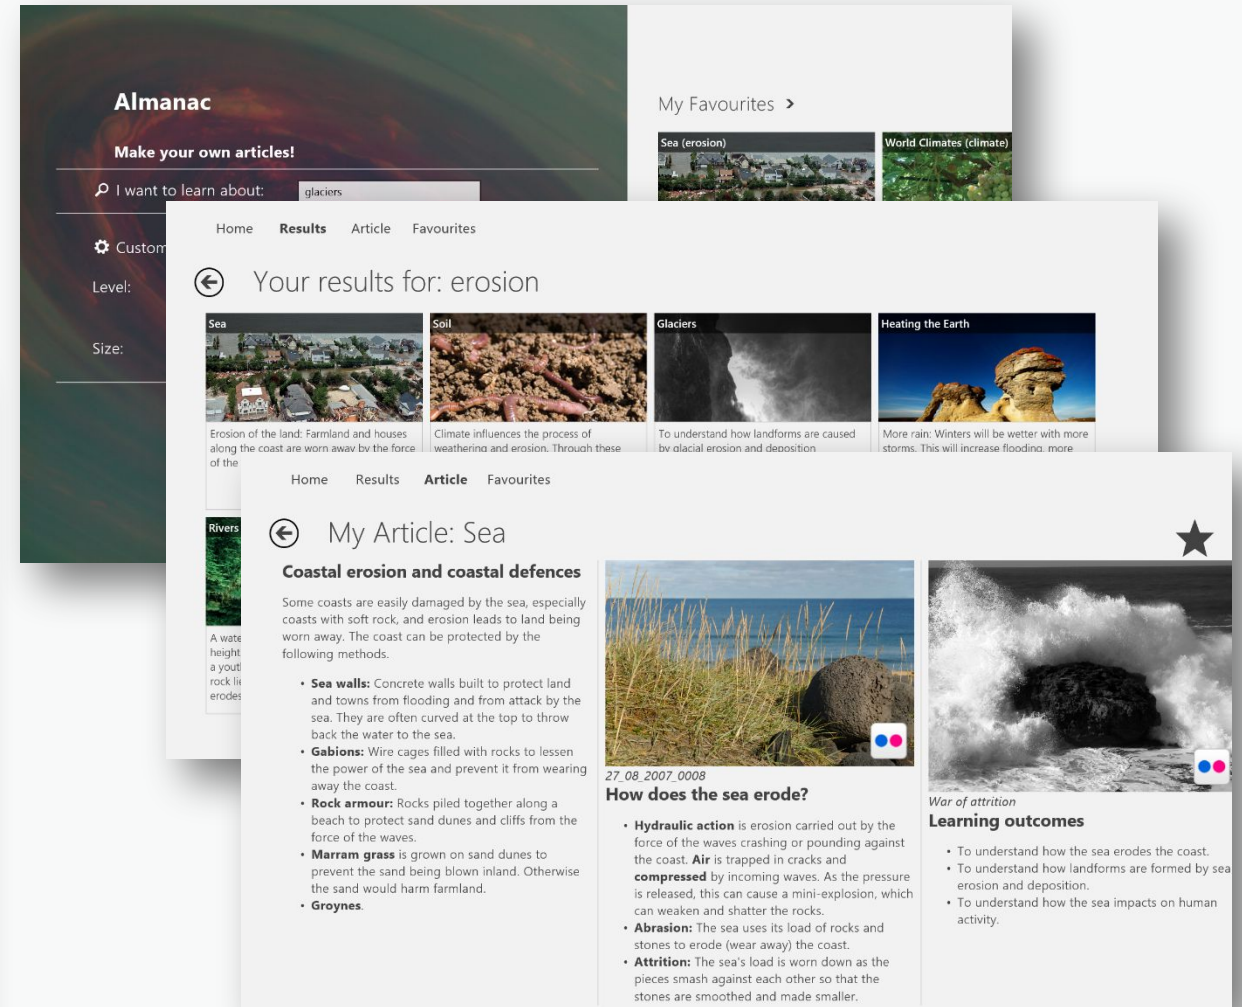 Almanac
Make your own articles!
I want to learn about:
glaciers
Custom
Level:
Size:
My Favourites >
Sea (erosion)
World Climates (climate)
Home Results Article Favourites
Your results for: erosion
Sea
Erosion of the land: Farmland and houses
along the coast are worn away by the force
of the
Soil
Climate influences the process of
weathering and erosion. Through these
Glaciers
To understand how landforms are caused
by glacial erosion and deposition
Heating the Earth
More rain: Winters will be wetter with more
storms. This will increase flooding, more
Rivers
A wate
height
a yout
rock lie
erodes
Home Results Article Favourites
My Article: Sea
Coastal erosion and coastal defences
Some coasts are easily damaged by the sea, especially
coasts with soft rock, and erosion leads to land being
worn away. The coast can be protected by the
following methods.
• Sea walls: Concrete walls built to protect land
and towns from flooding and from attack by the
sea. They are often curved at the top to throw
back the water to the sea.
• Gabions: Wire cages filled with rocks to lessen
the power of the sea and prevent it from wearing
away the coast.
• Rock armour: Rocks piled together along a
beach to protect sand dunes and cliffs from the
force of the waves.
• Marram grass is grown on sand dunes to
prevent the sand being blown inland. Otherwise
the sand would harm farmland.
• Groynes.
27_08_2007_0008
How does the sea erode?
• Hydraulic action is erosion carried out by the
force of the waves crashing or pounding against
the coast. Air is trapped in cracks and
compressed by incoming waves. As the pressure
is released, this can cause a mini-explosion, which
can weaken and shatter the rocks.
• Abrasion: The sea uses its load of rocks and
stones to erode (wear away) the coast.
• Attrition: The sea's load is worn down as the
pieces smash against each other so that the
stones are smoothed and made smaller.
War of attrition
Learning outcomes
• To understand how the sea erodes the coast.
• To understand how landforms are formed by sea
erosion and deposition.
• To understand how the sea impacts on human
activity.